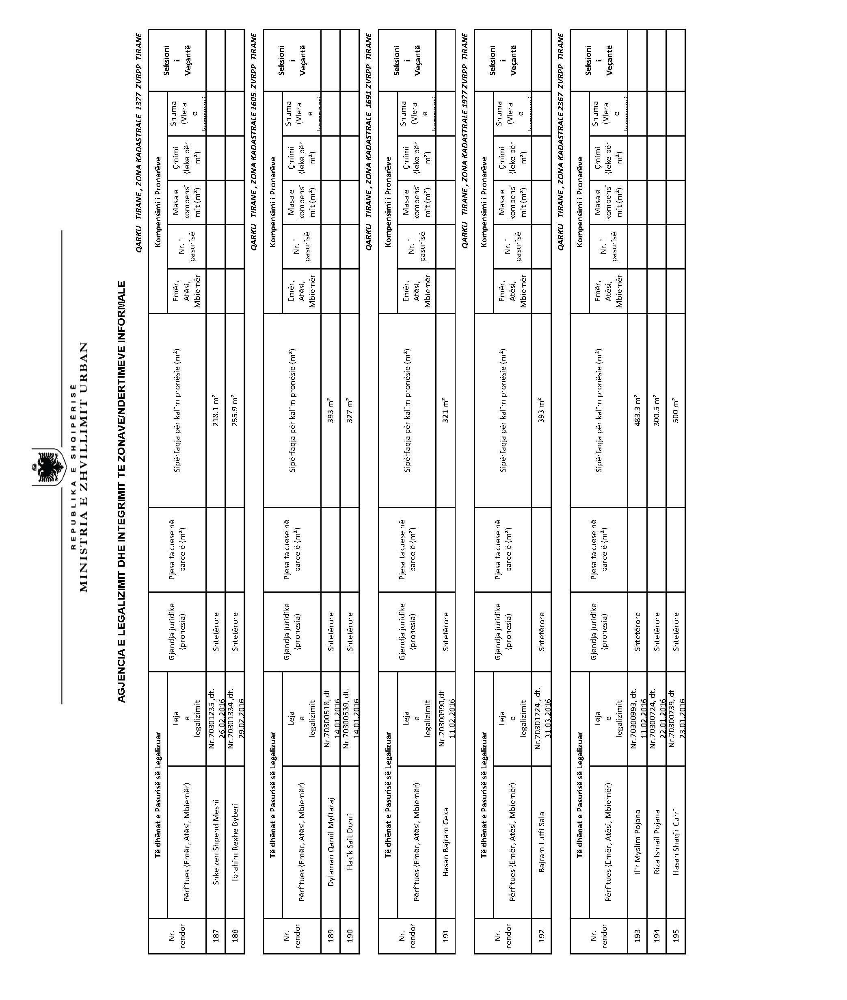 REPUBLIKA E SHQIPËRISË
MINISTRIA E ZHVILLIMIT URBAN
AGJENCIA E LEGALIZIMIT DHE INTEGRIMIT TE ZONAVE/NDERTIMEVE INFORMALE
QARKU TIRANE , ZONA KADASTRALE 1377 ZVRPP TIRANE
Nr. rendor
Të dhënat e Pasurisë së Legalizuar
Përfitues (Emër, Atësi, Mbiemër)
Leja e legalizimit
Gjendja juridike (pronesia)
Pjesa takuese në parcelë (m²)
Sipërfaqja për kalim pronësie (m²)
Kompensimi i Pronarëve
Emër, Atësi, Mbiemër
Nr. i pasurisë
Masa e kompensi mit (m²)
Çmimi (leke për m²)
Shuma (Vlera e kompensi
Seksioni i Veçantë
187 Shkelzen Shpend Meshi Nr.70301235 ,dt. 26.02.2016 Shtetërore 218.1 m²
188 Ibrahim Rexhe Byberi Nr.70301334 ,dt. 29.02.2016 Shtetërore 255.9 m²
QARKU TIRANE , ZONA KADASTRALE 1605 ZVRPP TIRANE
Nr. rendor
Të dhënat e Pasurisë së Legalizuar
Përfitues (Emër, Atësi, Mbiemër)
Leja e legalizimit
Gjendja juridike (pronesia)
Pjesa takuese në parcelë (m²)
Sipërfaqja për kalim pronësie (m²)
Kompensimi i Pronarëve
Emër, Atësi, Mbiemër
Nr. i pasurisë
Masa e kompensi mit (m²)
Çmimi (leke për m²)
Shuma (Vlera e kompensi
Seksioni i Veçantë
189 Dylaman Qamil Myftaraj Nr.70300518, dt 14.01.2016 Shtetërore 393 m²
190 Hakik Sait Domi Nr.70300539, dt. 14.01.2016 Shtetërore 327 m²
QARKU TIRANE , ZONA KADASTRALE 1691 ZVRPP TIRANE
Nr. rendor
Të dhënat e Pasurisë së Legalizuar
Përfitues (Emër, Atësi, Mbiemër)
Leja e legalizimit
Gjendja juridike (pronesia)
Pjesa takuese në parcelë (m²)
Sipërfaqja për kalim pronësie (m²)
Kompensimi i Pronarëve
Emër, Atësi, Mbiemër
Nr. i pasurisë
Masa e kompensi mit (m²)
Çmimi (leke për m²)
Shuma (Vlera e kompensi
Seksioni i Veçantë
191 Hasan Bajram Ceka Nr.70300990,dt 11.02.2016 Shtetërore 321 m²
QARKU TIRANE , ZONA KADASTRALE 1977 ZVRPP TIRANE
Nr. rendor
Të dhënat e Pasurisë së Legalizuar
Përfitues (Emër, Atësi, Mbiemër)
Leja e legalizimit
Gjendja juridike (pronesia)
Pjesa takuese në parcelë (m²)
Sipërfaqja për kalim pronësie (m²)
Kompensimi i Pronarëve
Emër, Atësi, Mbiemër
Nr. i pasurisë
Masa e kompensi mit (m²)
Çmimi (leke për m²)
Shuma (Vlera e kompensi
Seksioni i Veçantë
192 Bajram Lutfi Sala Nr.70301724 , dt. 31.03.2016 Shtetërore 393 m²
QARKU TIRANE , ZONA KADASTRALE 2367 ZVRPP TIRANE
Nr. rendor
Të dhënat e Pasurisë së Legalizuar
Përfitues (Emër, Atësi, Mbiemër)
Leja e legalizimit
Gjendja juridike (pronesia)
Pjesa takuese në parcelë (m²)
Sipërfaqja për kalim pronësie (m²)
Kompensimi i Pronarëve
Emër, Atësi, Mbiemër
Nr. i pasurisë
Masa e kompensi mit (m²)
Çmimi (leke për m²)
Shuma (Vlera e kompensi
Seksioni i Veçantë
193 Ilir Myslim Pojana Nr.70300993, dt. 11.02.2016 Shtetërore 483.3 m²
194 Riza Ismail Pojana Nr.70300724, dt. 22.01.2016 Shtetërore 300.5 m²
195 Hasan Shaqir Curri Nr.70300739, dt 23.01.2016 Shtetërore 500 m²